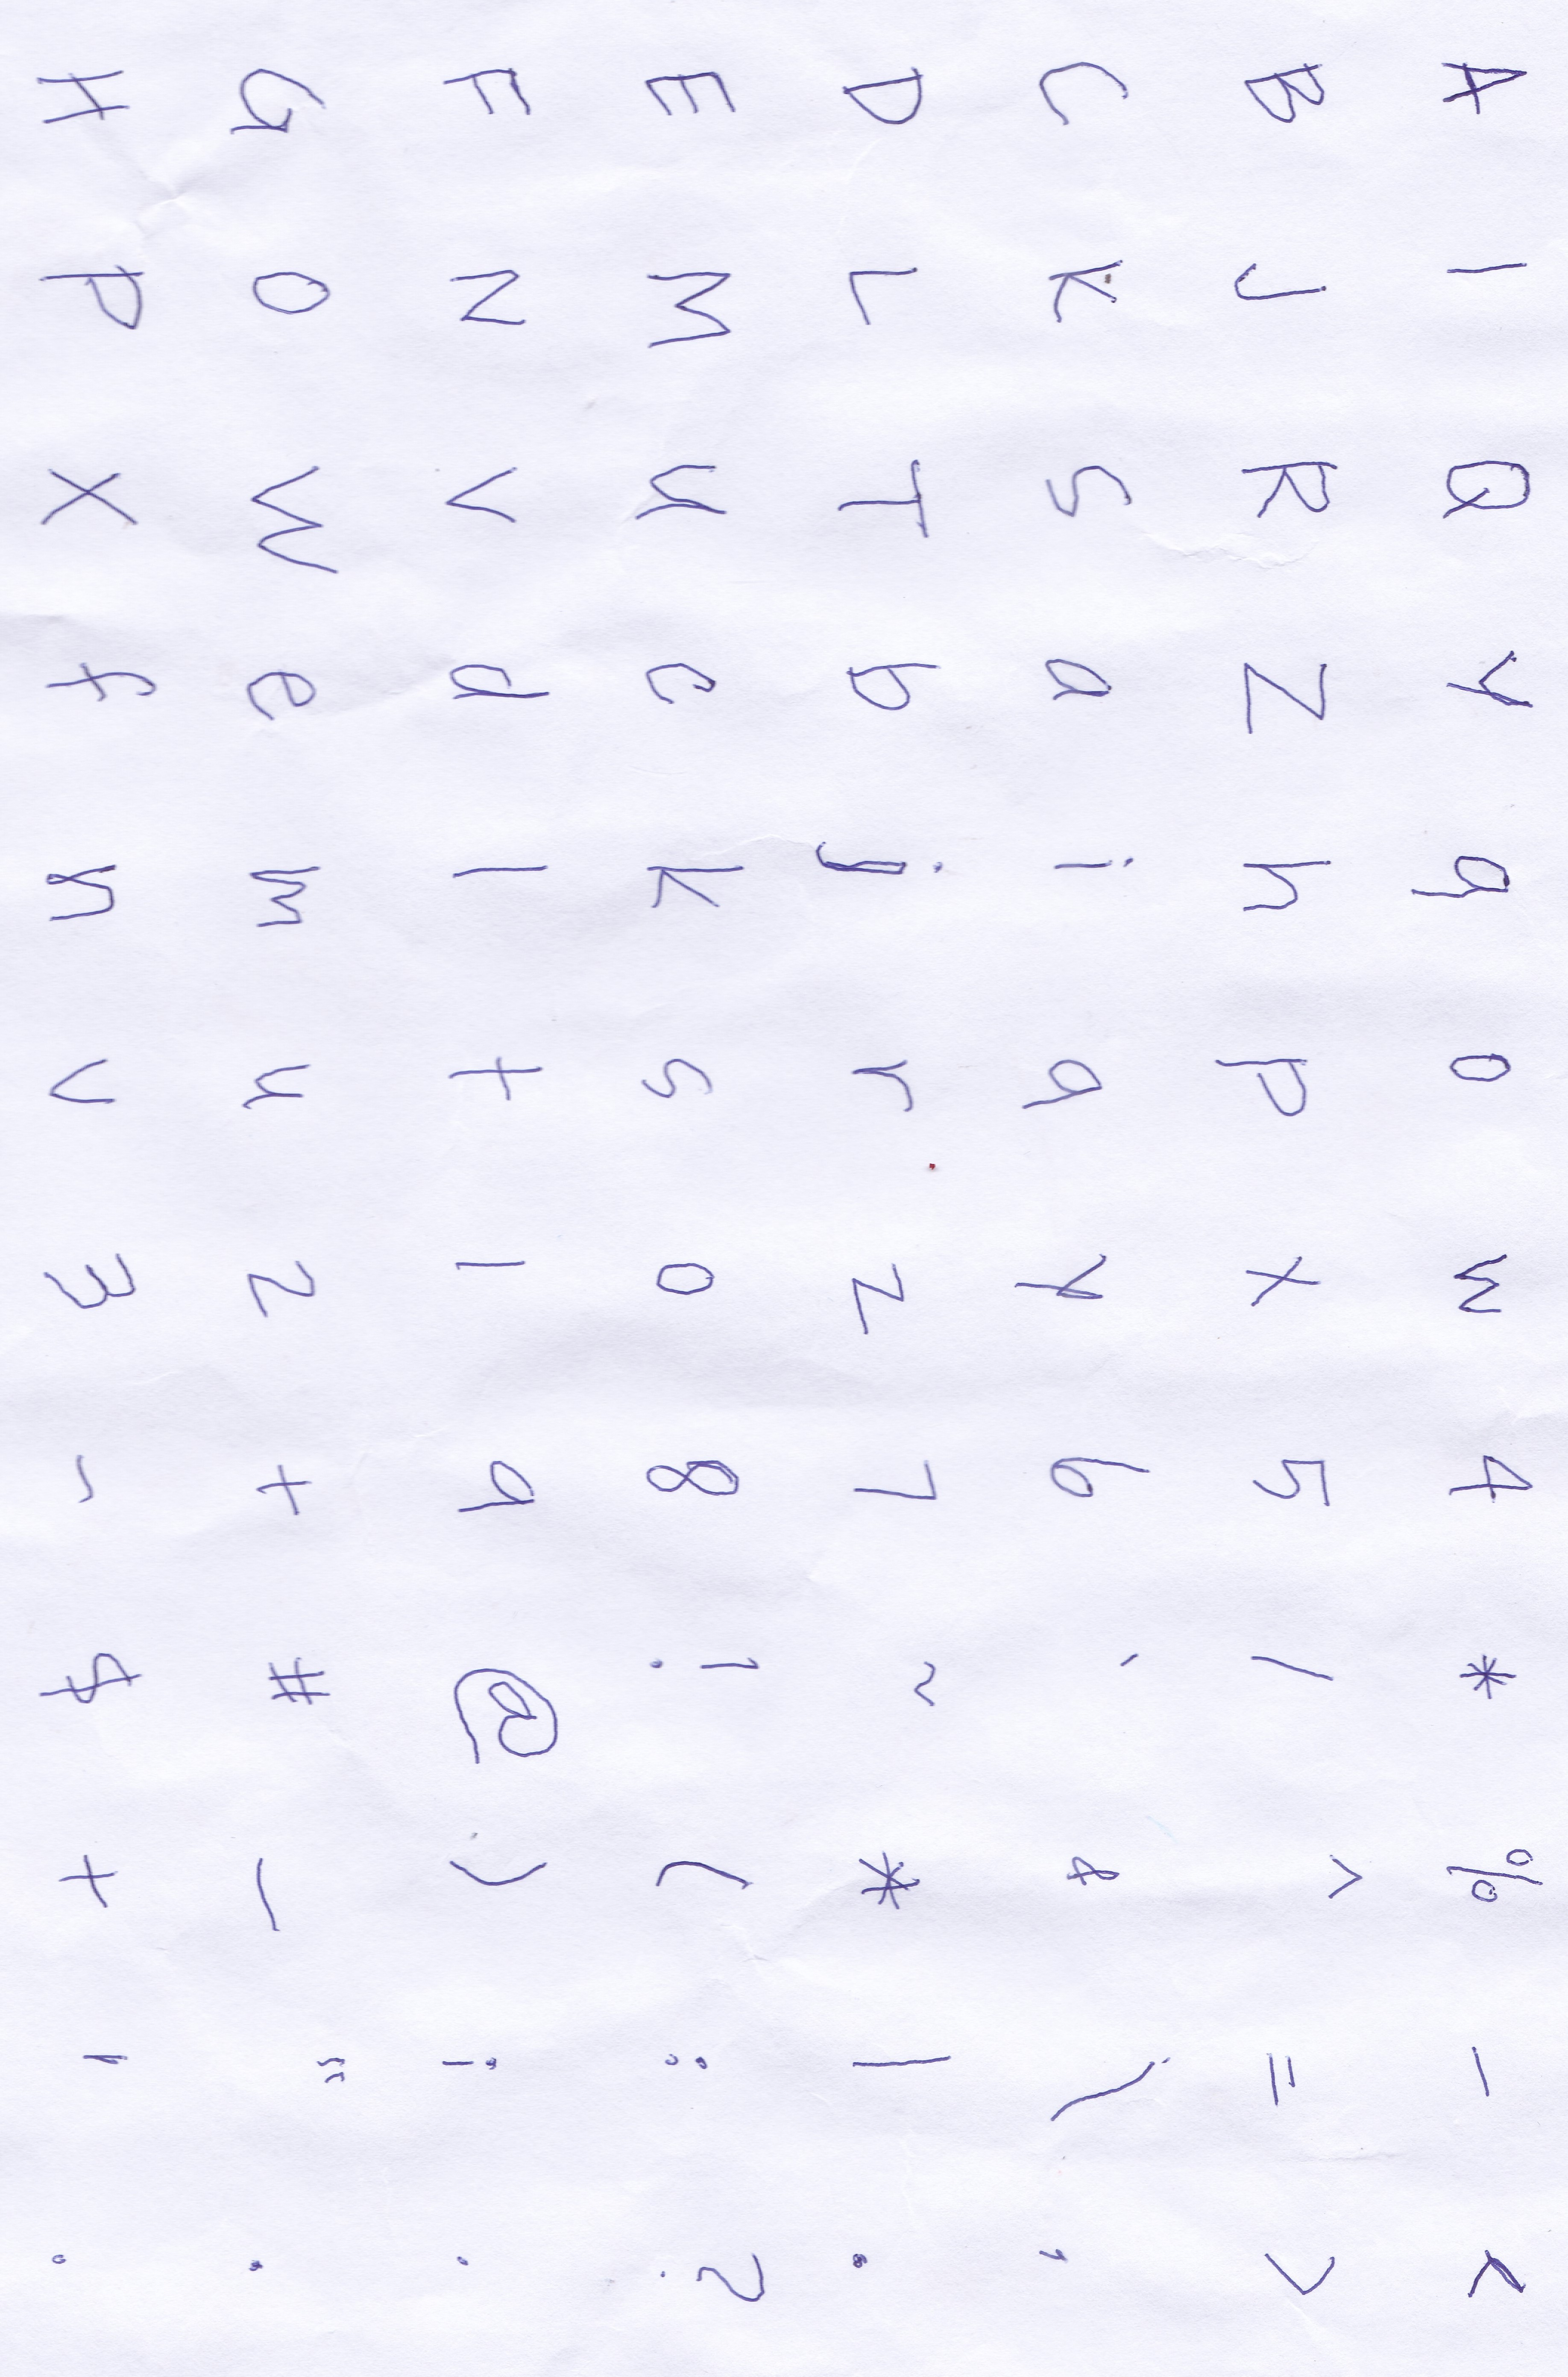 A I Q Y g o w 4 * % - <
B J R Z h p x 5 / ^ = >
C K S a i q y 6 ` & \ ,
D L T b j r z 7 ~ * | .
E M U c k s 0 8 ! ( : ?
F N V d l t 1 9 @ ) ; .
G O W e m u 2 + # _ " .
H P X f n v 3 - $ + ' .